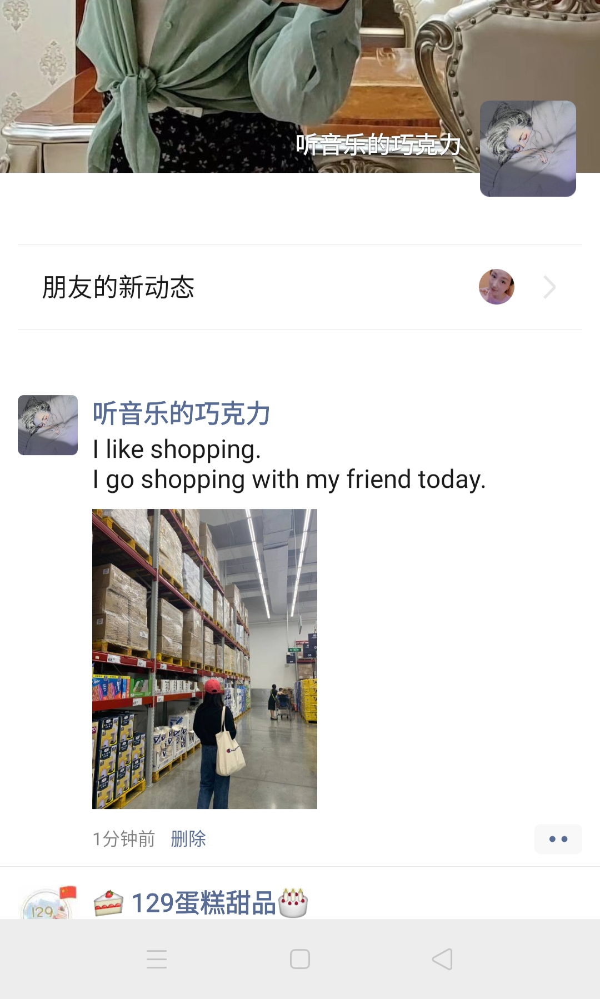 听音乐的巧克力
朋友的新动态
听音乐的巧克力
I like shopping.
I go shopping with my friend today.
1分钟前 删除
129
129蛋糕甜品